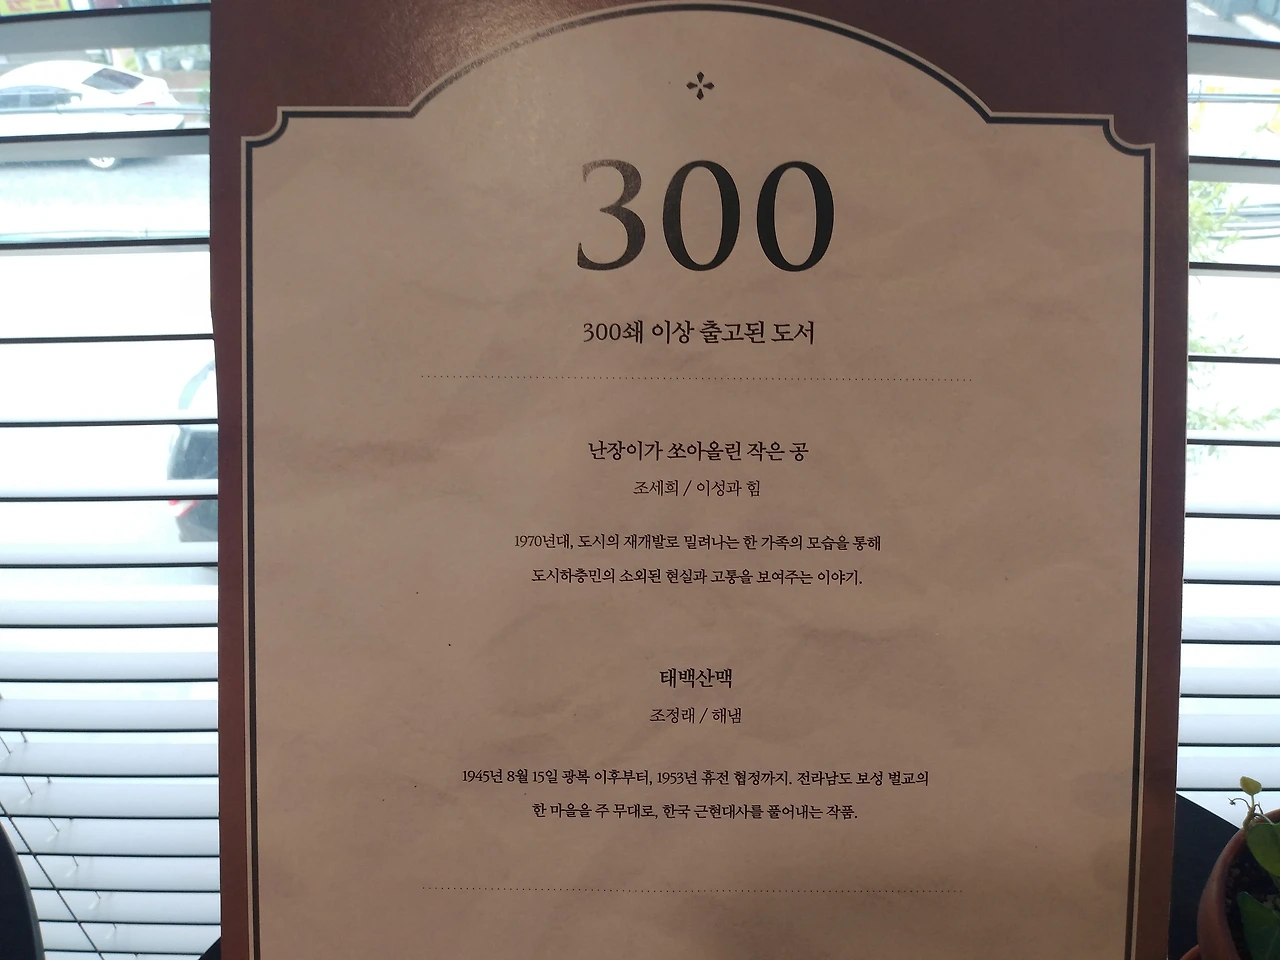 300
300쇄 이상 출고된 도서
난장이가 쏘아올린 작은 공
조세희 / 이성과 힘
1970년대, 도시의 재개발로 밀려나는 한 가족의 모습을 통해
도시하층민의 소외된 현실과 고통을 보여주는 이야기.
태백산맥
조정래 / 해냄
1945년 8월 15일 광복 이후부터, 1953년 휴전 협정까지. 전라남도 보성 벌교의
한 마을을 주 무대로, 한국 근현대사를 풀어내는 작품.